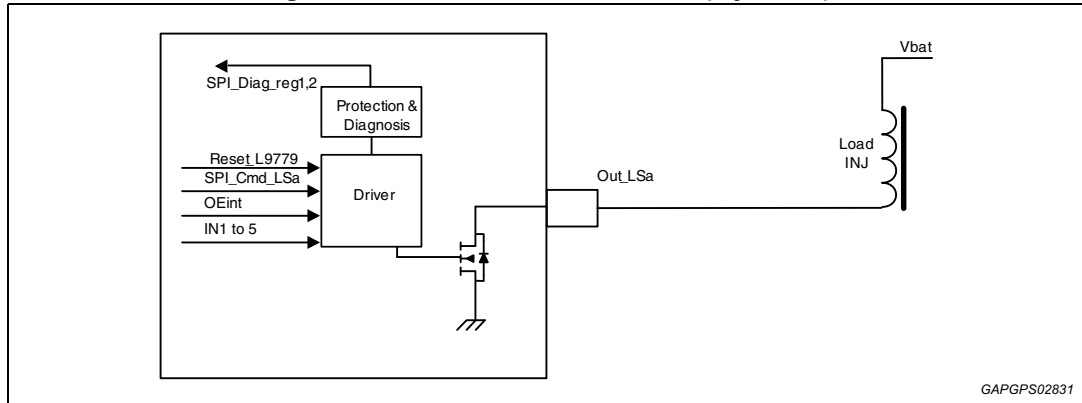 SPI_Diag_reg1,2
Protection &
Diagnosis
Reset_L9779
SPI_Cmd_LSa
OEint
IN1 to 5
Driver
Out_LSa
Vbat
Load
INJ
GAPGPS02831